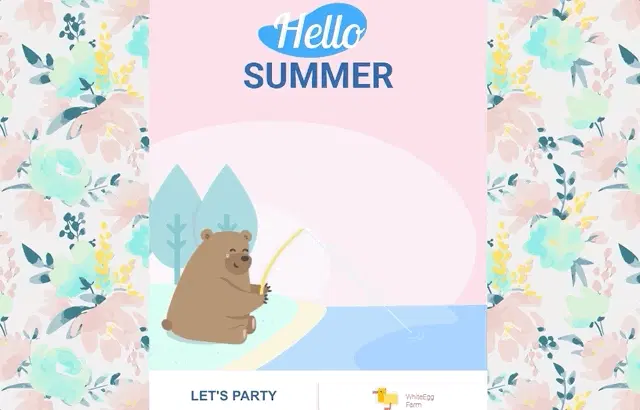 Hello
SUMMER
LET'S PARTY
WhiteEgg
Farm